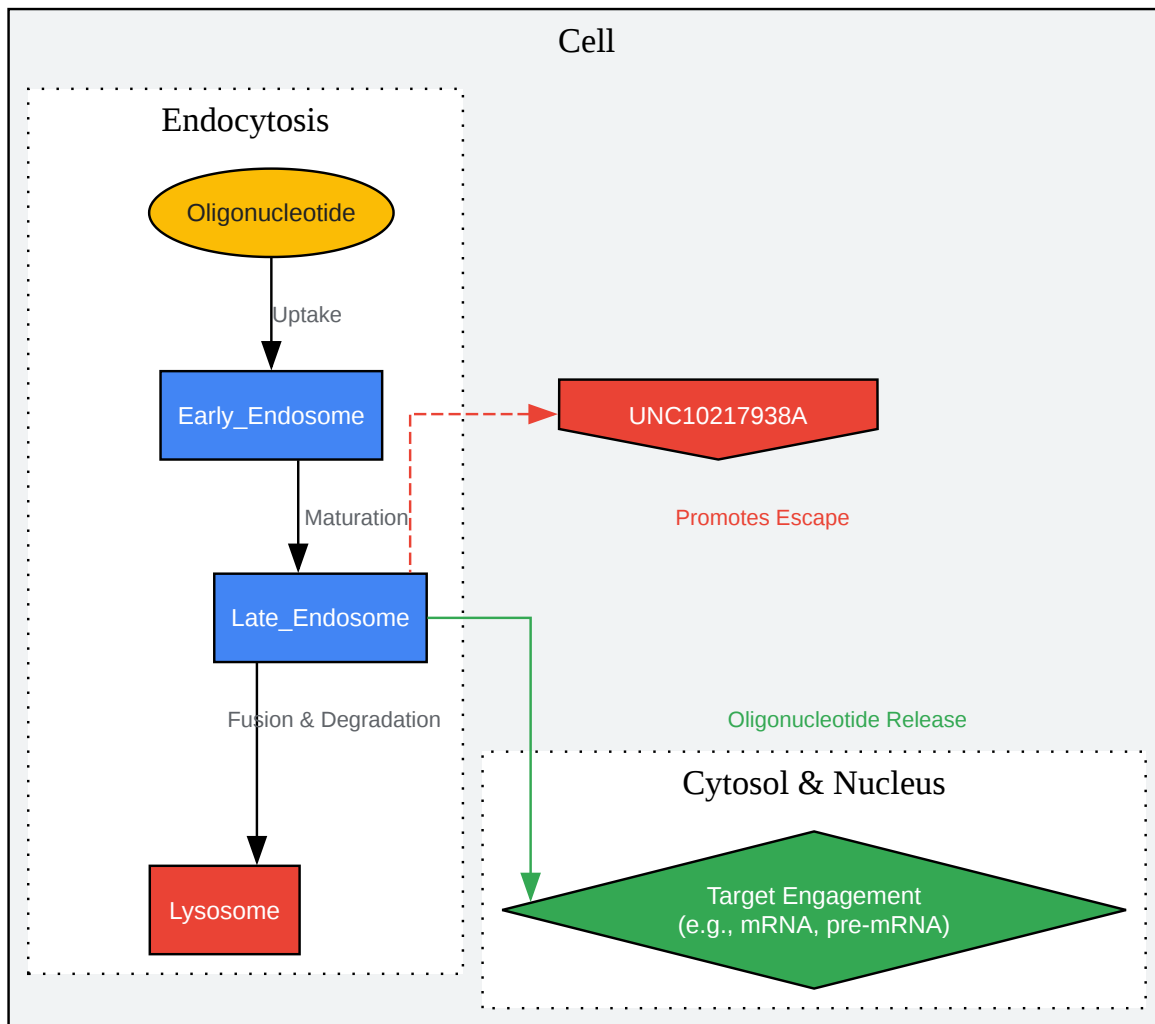 Cell
Endocytosis
Oligonucleotide
Uptake
Early_Endosome
UNC10217938A
Maturation
Promotes Escape
Late_Endosome
Fusion & Degradation
Oligonucleotide Release
Cytosol & Nucleus
Lysosome
Target Engagement
(e.g., mRNA, pre-mRNA)